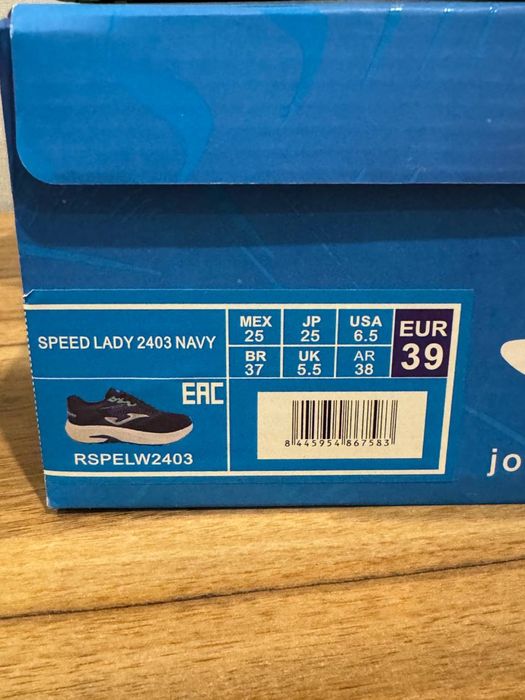 SPEED LADY 2403 NAVY
MEX
25
JP
25
USA
6.5
EUR
39
BR
37
UK
5.5
AR
38
EAC
RSPELW2403
8 445954 867583
jo